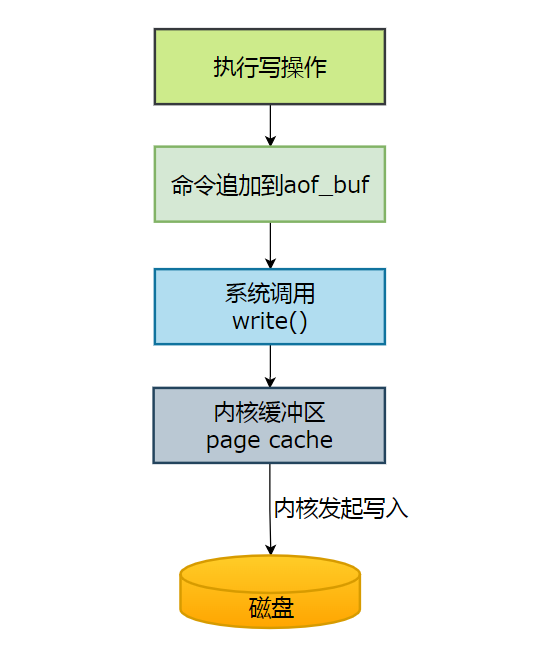 执行写操作
命令追加到aof_buf
系统调用
write()
内核缓冲区
page cache
内核发起写入
磁盘